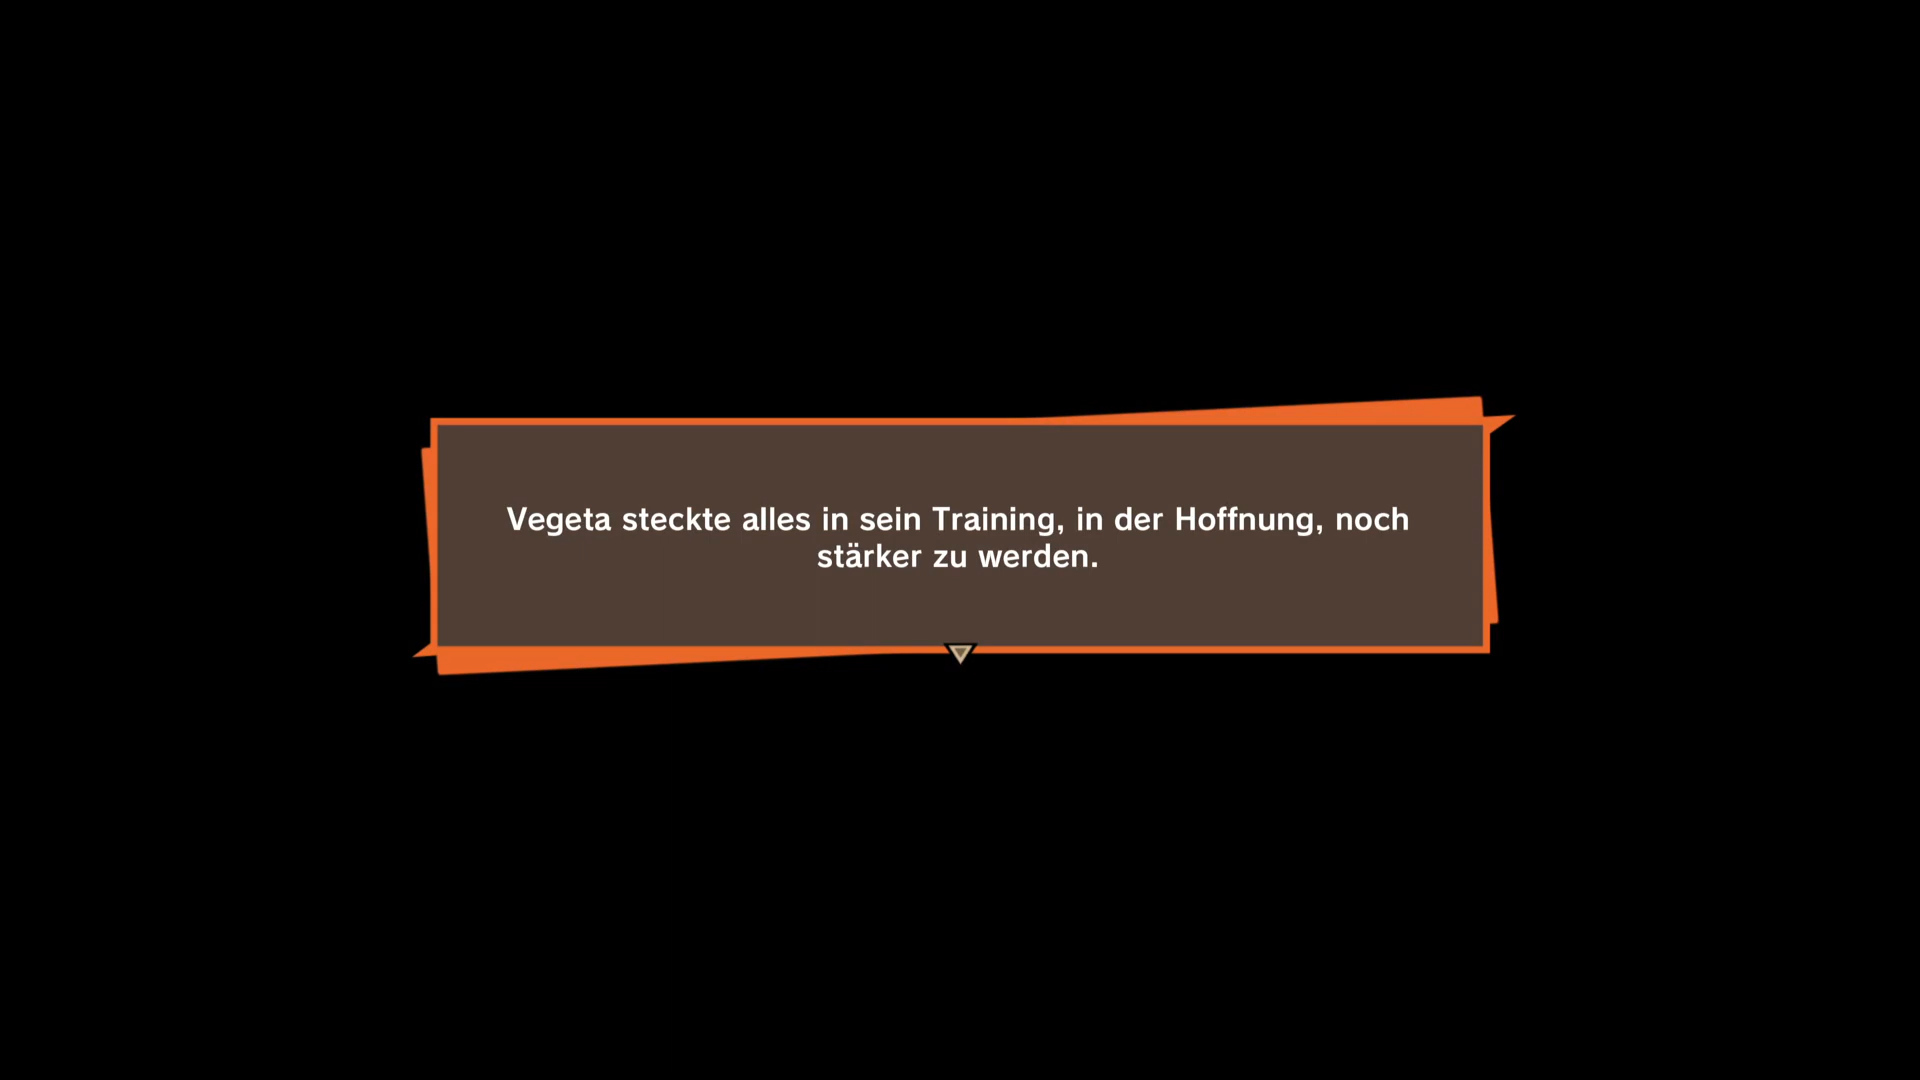 Vegeta steckte alles in sein Training, in der Hoffnung, noch
stärker zu werden.